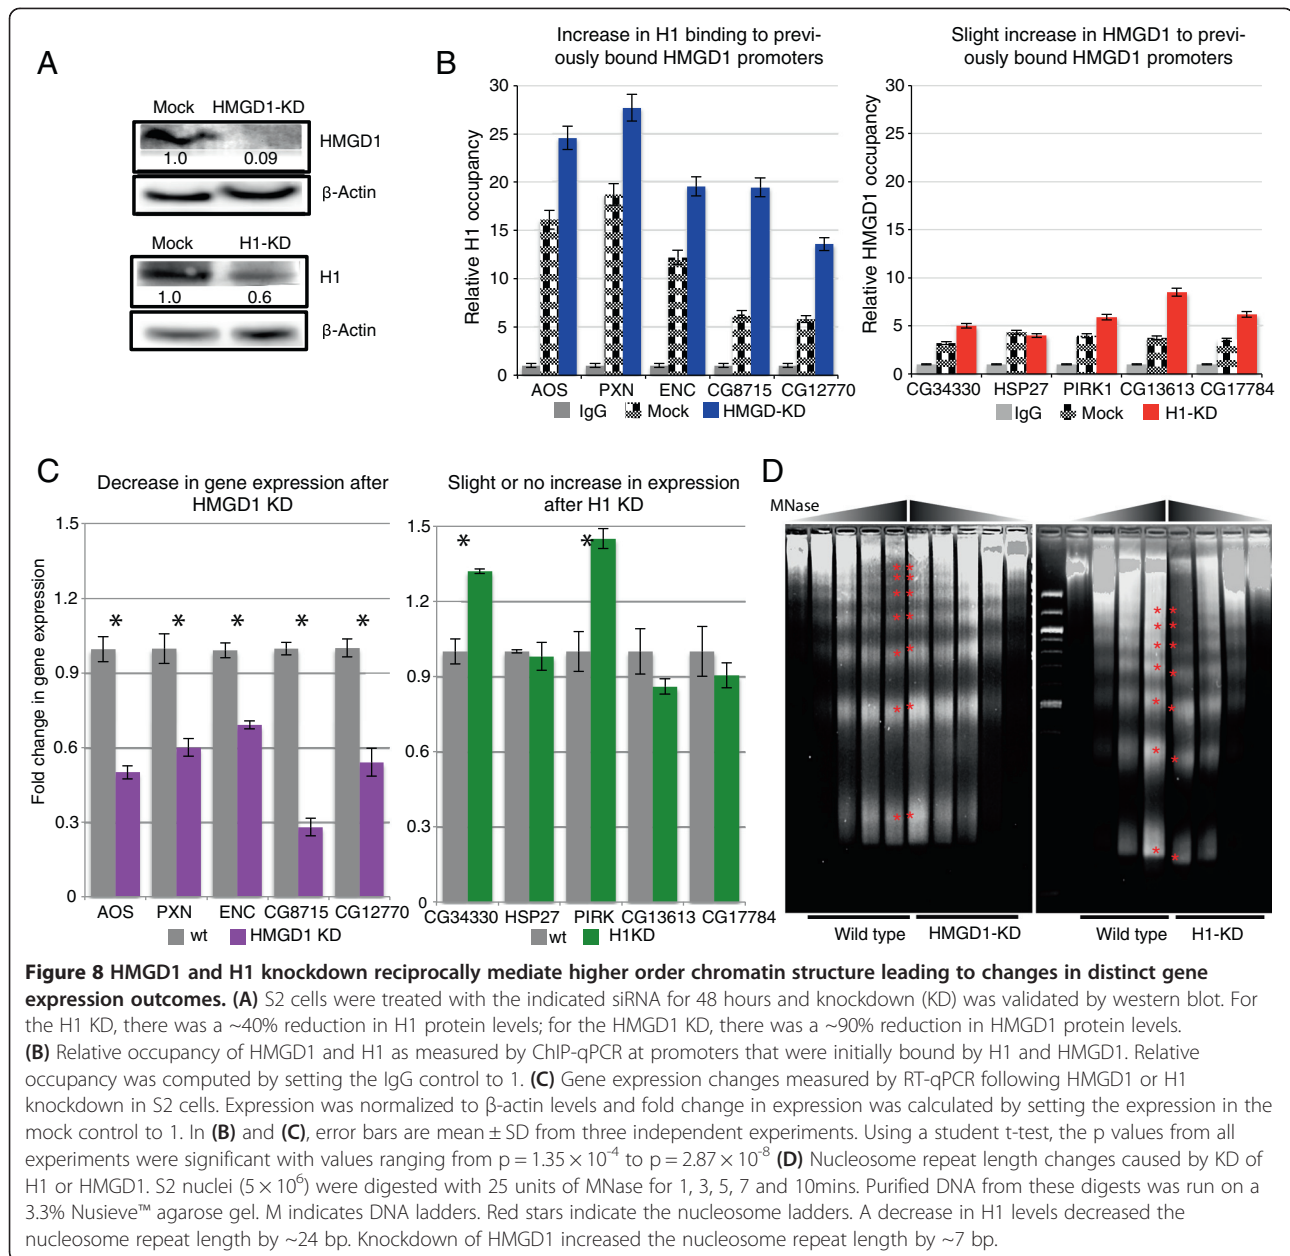 A
Mock HMGD1-KD
HMGD1
1.0 0.09
β-Actin
Mock H1-KD
H1
1.0 0.6
β-Actin
B
Increase in H1 binding to previ-
ously bound HMGD1 promoters
Relative H1 occupancy
30
25
20
15
10
5
0
AOS PXN ENC CG8715 CG12770
IgG Mock HMGD-KD
Slight increase in HMGD1 to previ-
ously bound HMGD1 promoters
Relative HMGD1 occupancy
30
25
20
15
10
5
0
CG34330 HSP27 PIRK1 CG13613 CG17784
IgG Mock H1-KD
C
Decrease in gene expression after
HMGD1 KD
Fold change in gene expression
1.5
1.2
0.9
0.6
0.3
0
* * * * *
AOS PXN ENC CG8715 CG12770
wt HMGD1 KD
Slight or no increase in expression
after H1 KD
1.5
1.2
0.9
0.6
0.3
0
* *
CG34330 HSP27 PIRK CG13613 CG17784
wt H1KD
D
MNase
Wild type HMGD1-KD
Wild type H1-KD
Figure 8 HMGD1 and H1 knockdown reciprocally mediate higher order chromatin structure leading to changes in distinct gene
expression outcomes. (A) S2 cells were treated with the indicated siRNA for 48 hours and knockdown (KD) was validated by western blot. For
the H1 KD, there was a ~40% reduction in H1 protein levels; for the HMGD1 KD, there was a ~90% reduction in HMGD1 protein levels.
(B) Relative occupancy of HMGD1 and H1 as measured by ChIP-qPCR at promoters that were initially bound by H1 and HMGD1. Relative
occupancy was computed by setting the IgG control to 1. (C) Gene expression changes measured by RT-qPCR following HMGD1 or H1
knockdown in S2 cells. Expression was normalized to β-actin levels and fold change in expression was calculated by setting the expression in the
mock control to 1. In (B) and (C), error bars are mean ± SD from three independent experiments. Using a student t-test, the p values from all
experiments were significant with values ranging from p = 1.35 × 10⁻⁴ to p = 2.87 × 10⁻⁸ (D) Nucleosome repeat length changes caused by KD of
H1 or HMGD1. S2 nuclei (5 × 10⁶) were digested with 25 units of MNase for 1, 3, 5, 7 and 10mins. Purified DNA from these digests was run on a
3.3% Nusieve™ agarose gel. M indicates DNA ladders. Red stars indicate the nucleosome ladders. A decrease in H1 levels decreased the
nucleosome repeat length by ~24 bp. Knockdown of HMGD1 increased the nucleosome repeat length by ~7 bp.